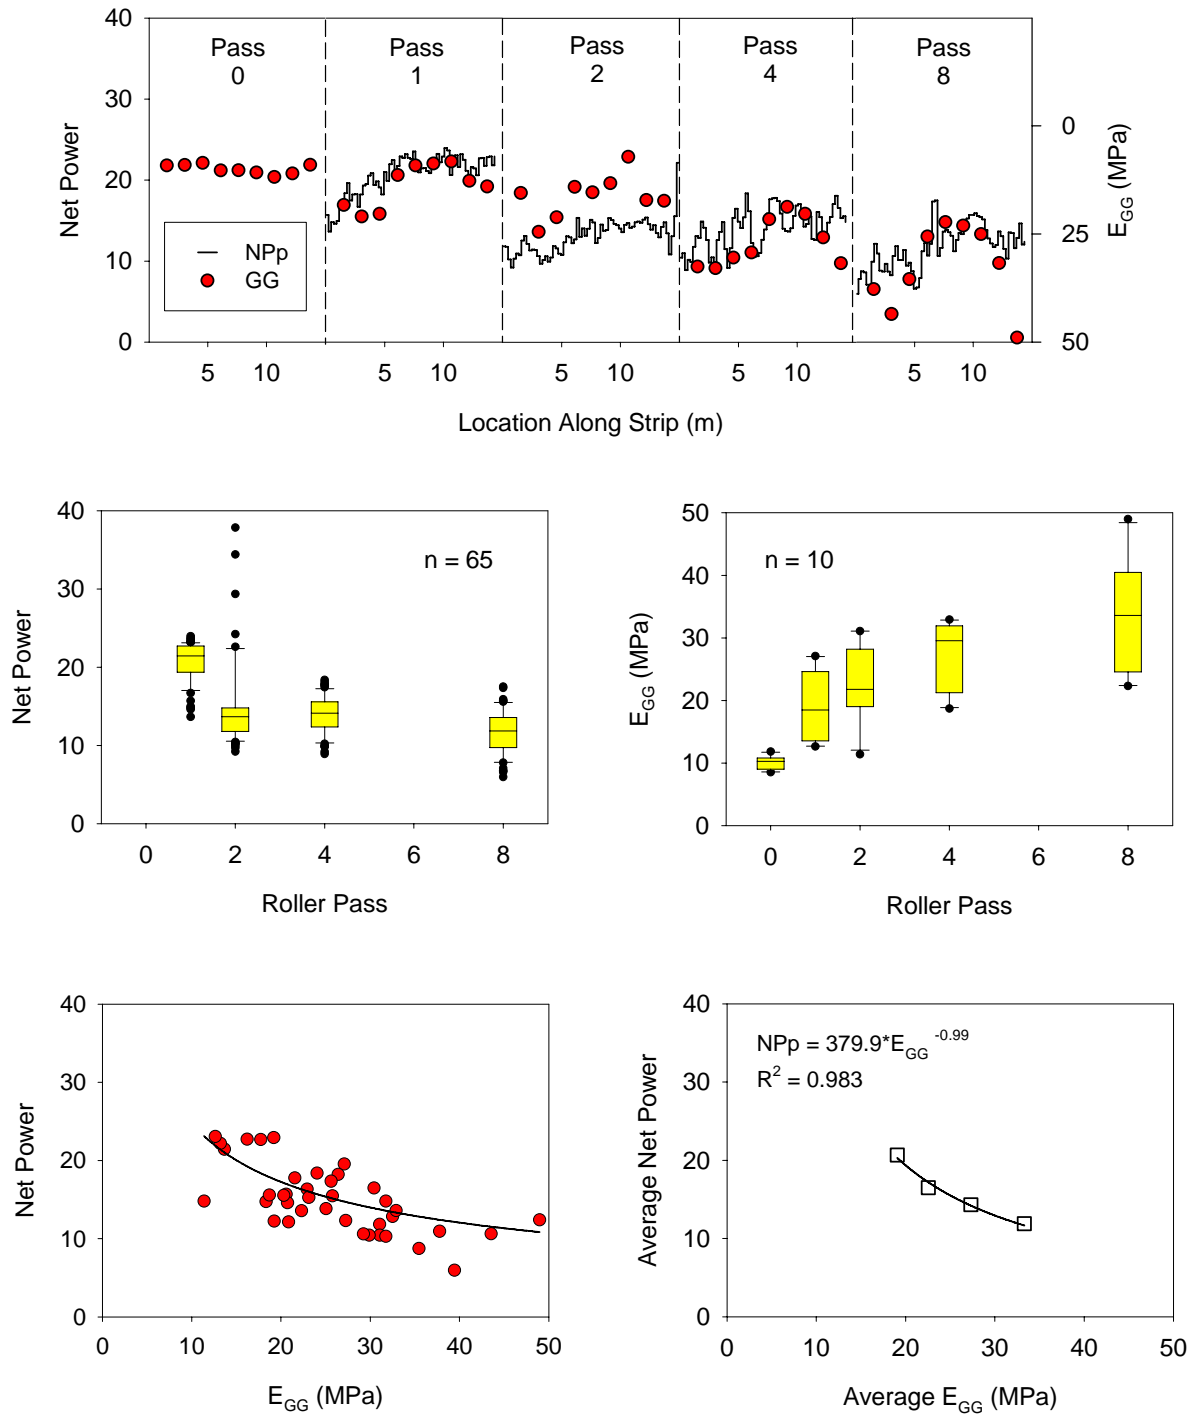 40
30
20
10
0
Net Power
Pass
0
Pass
1
Pass
2
Pass
4
Pass
8
NPp
GG
0
25
50
E_GG (MPa)
5 10 5 10 5 10 5 10 5 10
Location Along Strip (m)
40
30
20
10
0
Net Power
n = 65
0 2 4 6 8
Roller Pass
50
40
30
20
10
0
E_GG (MPa)
n = 10
0 2 4 6 8
Roller Pass
40
30
20
10
0
Net Power
0 10 20 30 40 50
E_GG (MPa)
40
30
20
10
0
Average Net Power
NPp = 379.9*E_GG ^-0.99
R² = 0.983
0 10 20 30 40 50
Average E_GG (MPa)